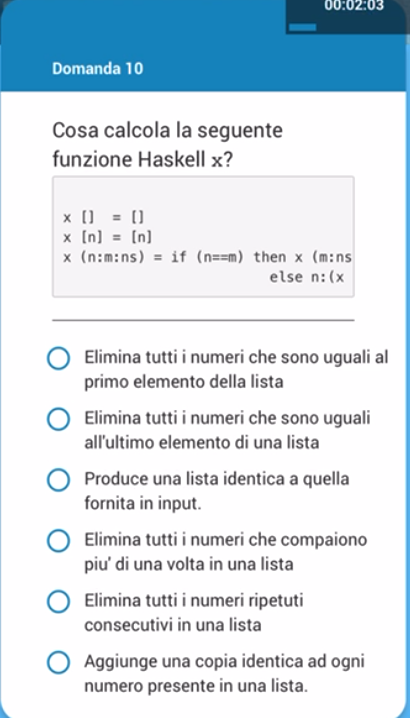 00:02:03
Domanda 10
Cosa calcola la seguente
funzione Haskell x?
x [] = []
x [n] = [n]
x (n:m:ns) = if (n==m) then x (m:ns
else n:(x
Elimina tutti i numeri che sono uguali al
primo elemento della lista
Elimina tutti i numeri che sono uguali
all'ultimo elemento di una lista
Produce una lista identica a quella
fornita in input.
Elimina tutti i numeri che compaiono
piu' di una volta in una lista
Elimina tutti i numeri ripetuti
consecutivi in una lista
Aggiunge una copia identica ad ogni
numero presente in una lista.